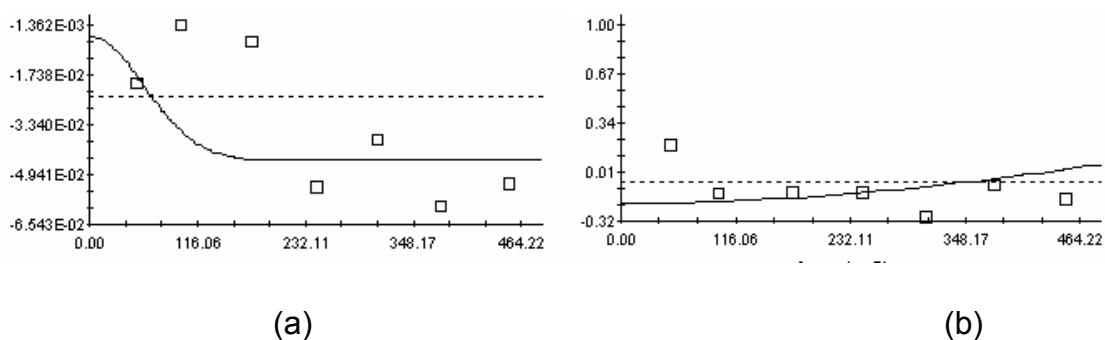 -1.362E-03
-1.738E-02
-3.340E-02
-4.941E-02
-6.543E-02
0.00 116.06 232.11 348.17 464.22
1.00
0.67
0.34
0.01
-0.32
0.00 116.06 232.11 348.17 464.22
(a) (b)